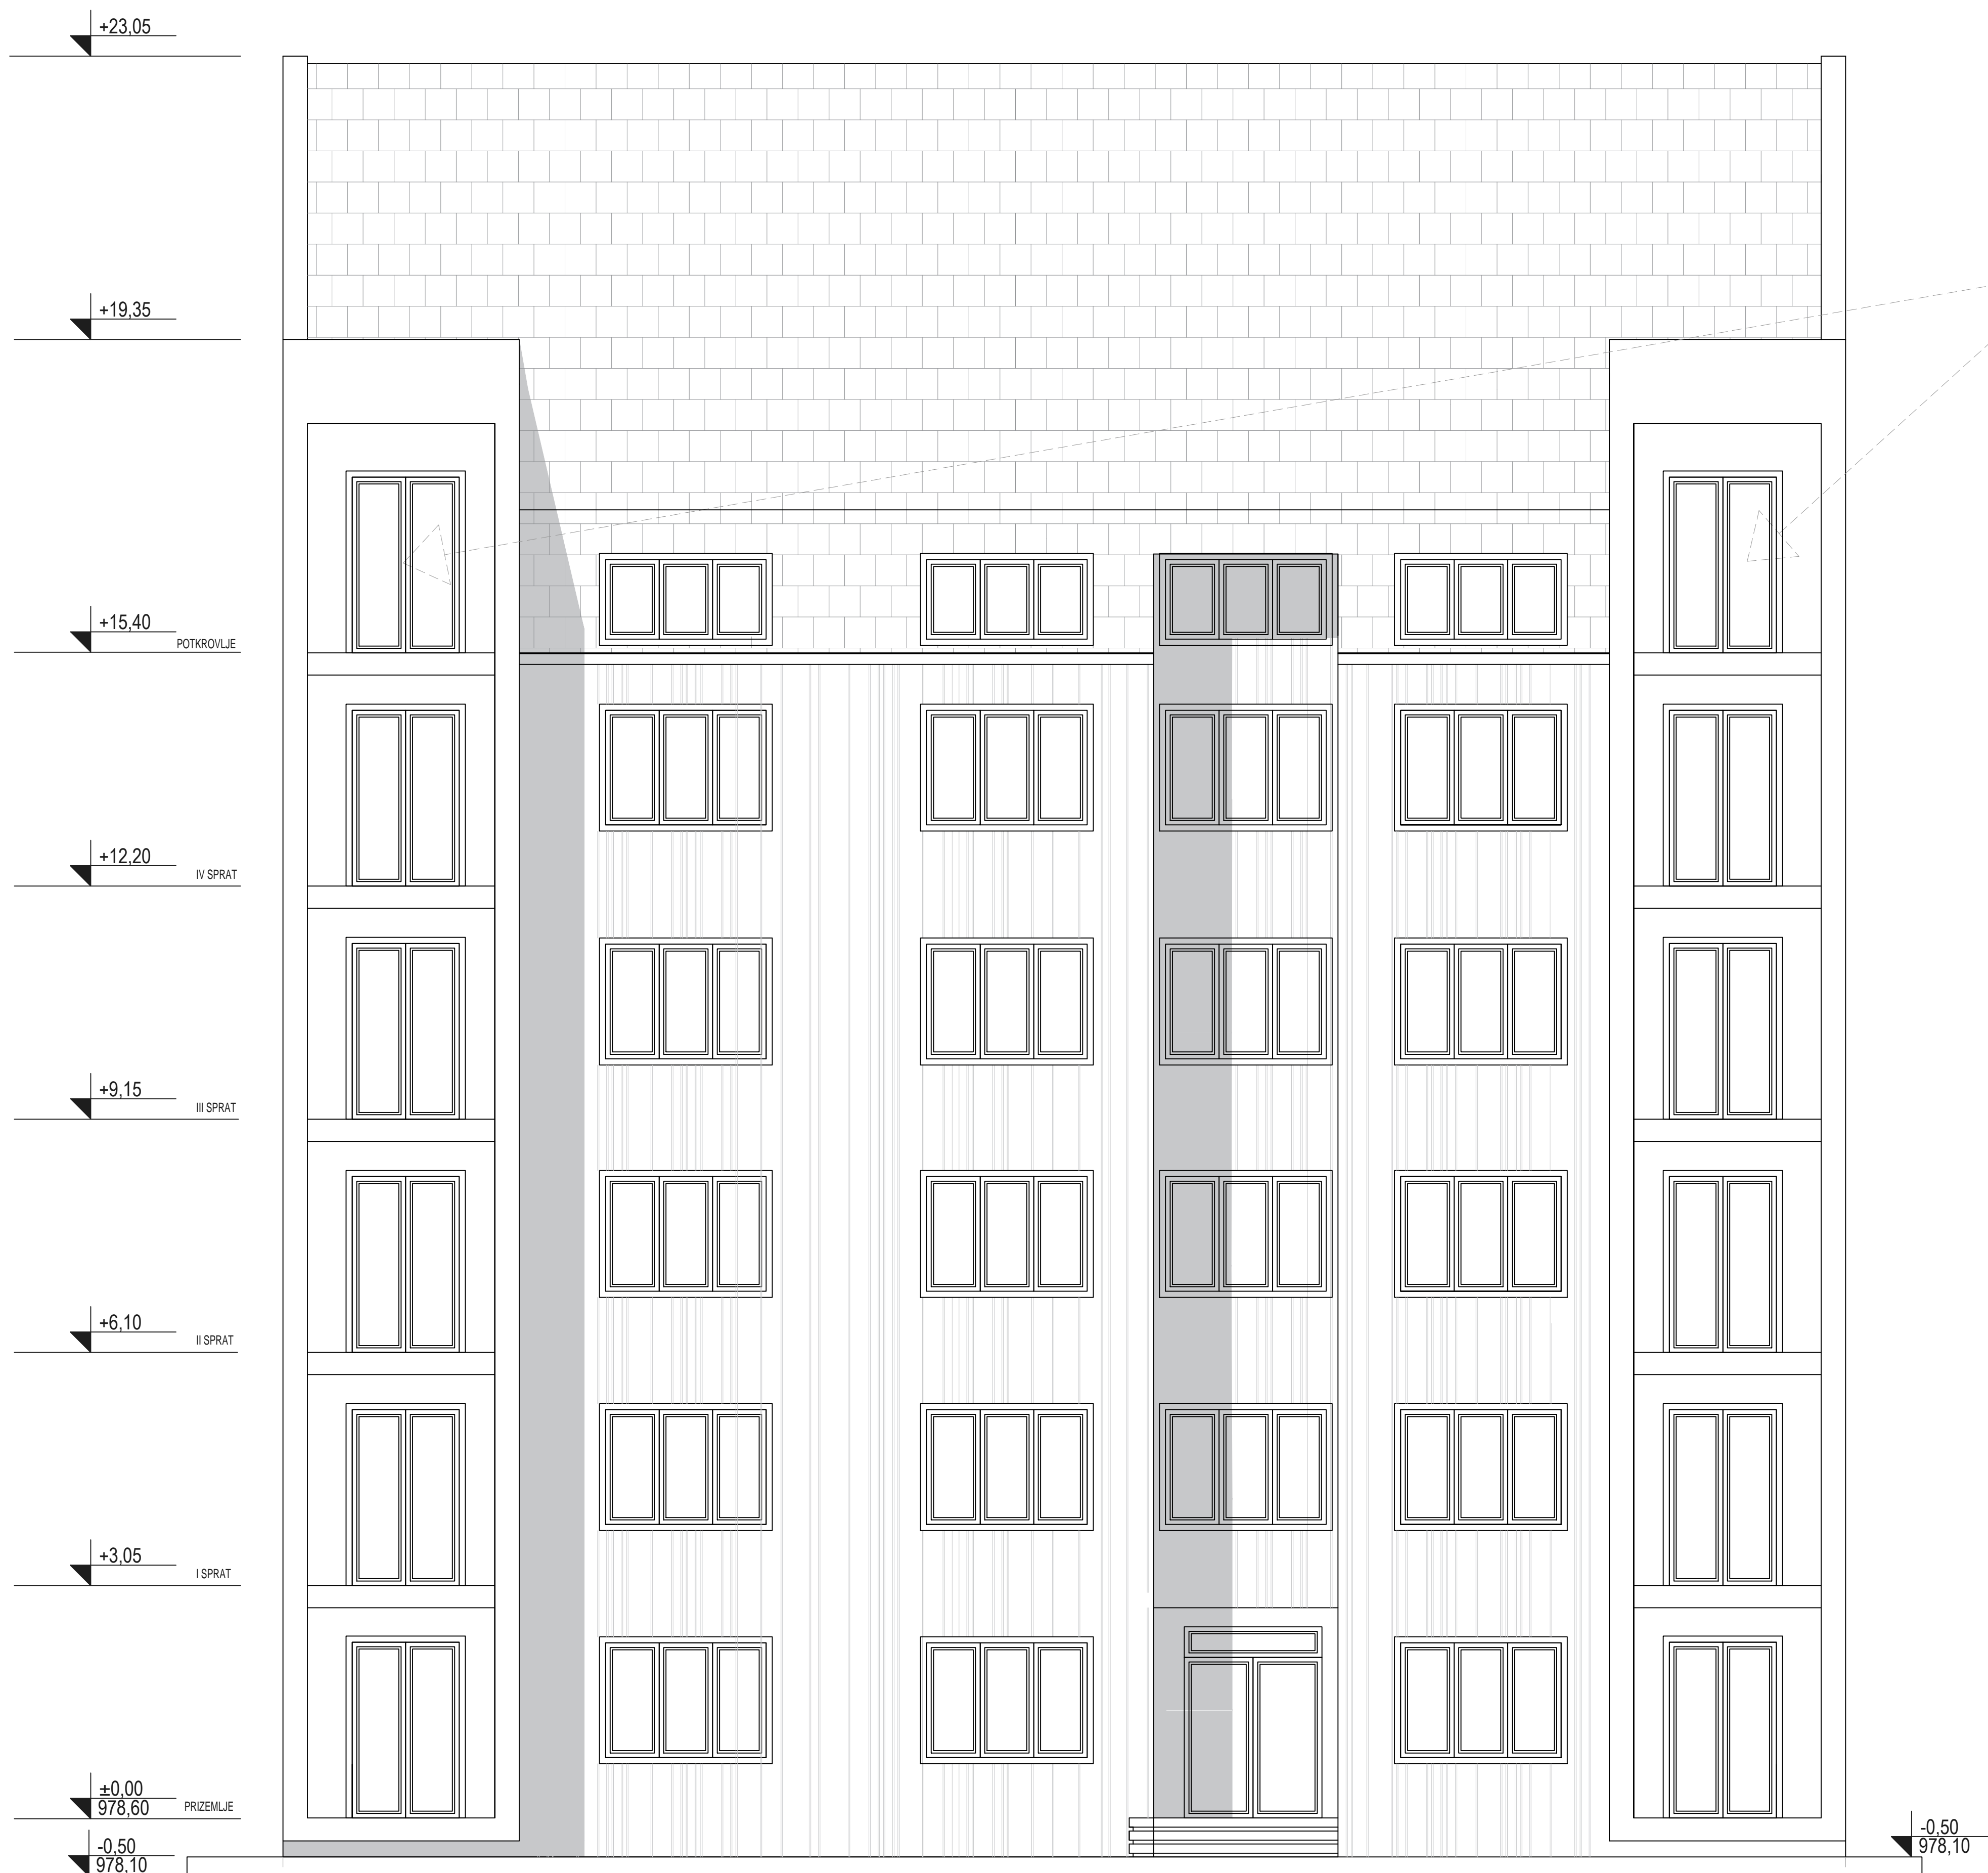 +23,05
+19,35
+15,40
POTKROVLJE
+12,20
IV SPRAT
+9,15
III SPRAT
+6,10
II SPRAT
+3,05
I SPRAT
±0,00
978,60
PRIZEMLJE
-0,50
978,10
-0,50
978,10